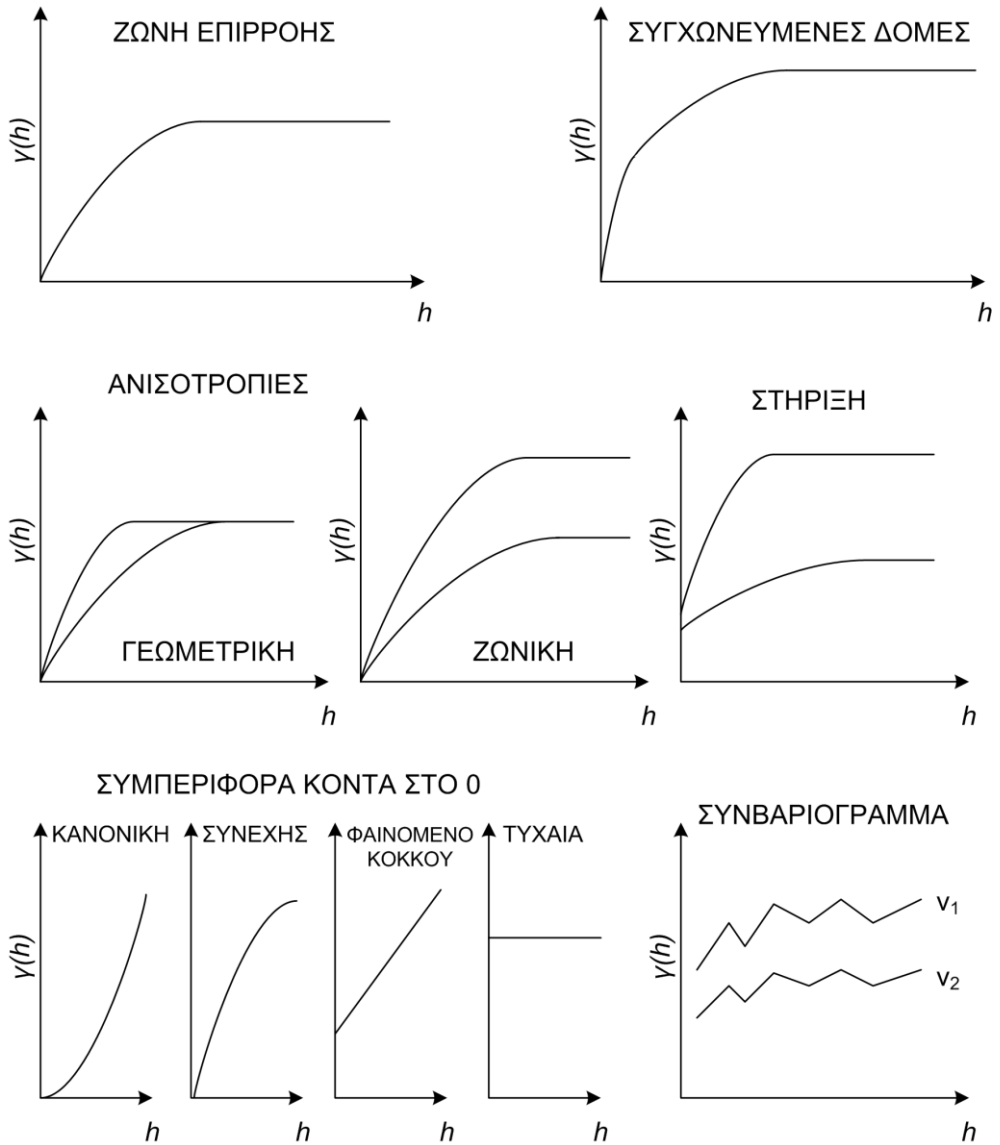 ΖΩΝΗ ΕΠΙΡΡΟΗΣ
γ(h)
h
ΣΥΓΧΩΝΕΥΜΕΝΕΣ ΔΟΜΕΣ
γ(h)
h
ΑΝΙΣΟΤΡΟΠΙΕΣ
γ(h)
ΓΕΩΜΕΤΡΙΚΗ
h
ΖΩΝΙΚΗ
h
ΣΤΗΡΙΞΗ
h
ΣΥΜΠΕΡΙΦΟΡΑ ΚΟΝΤΑ ΣΤΟ 0
ΚΑΝΟΝΙΚΗ
γ(h)
h
ΣΥΝΕΧΗΣ
h
ΦΑΙΝΟΜΕΝΟ
ΚΟΚΚΟΥ
h
ΤΥΧΑΙΑ
h
ΣΥΝΒΑΡΙΟΓΡΑΜΜΑ
γ(h)
v₁
v₂
h